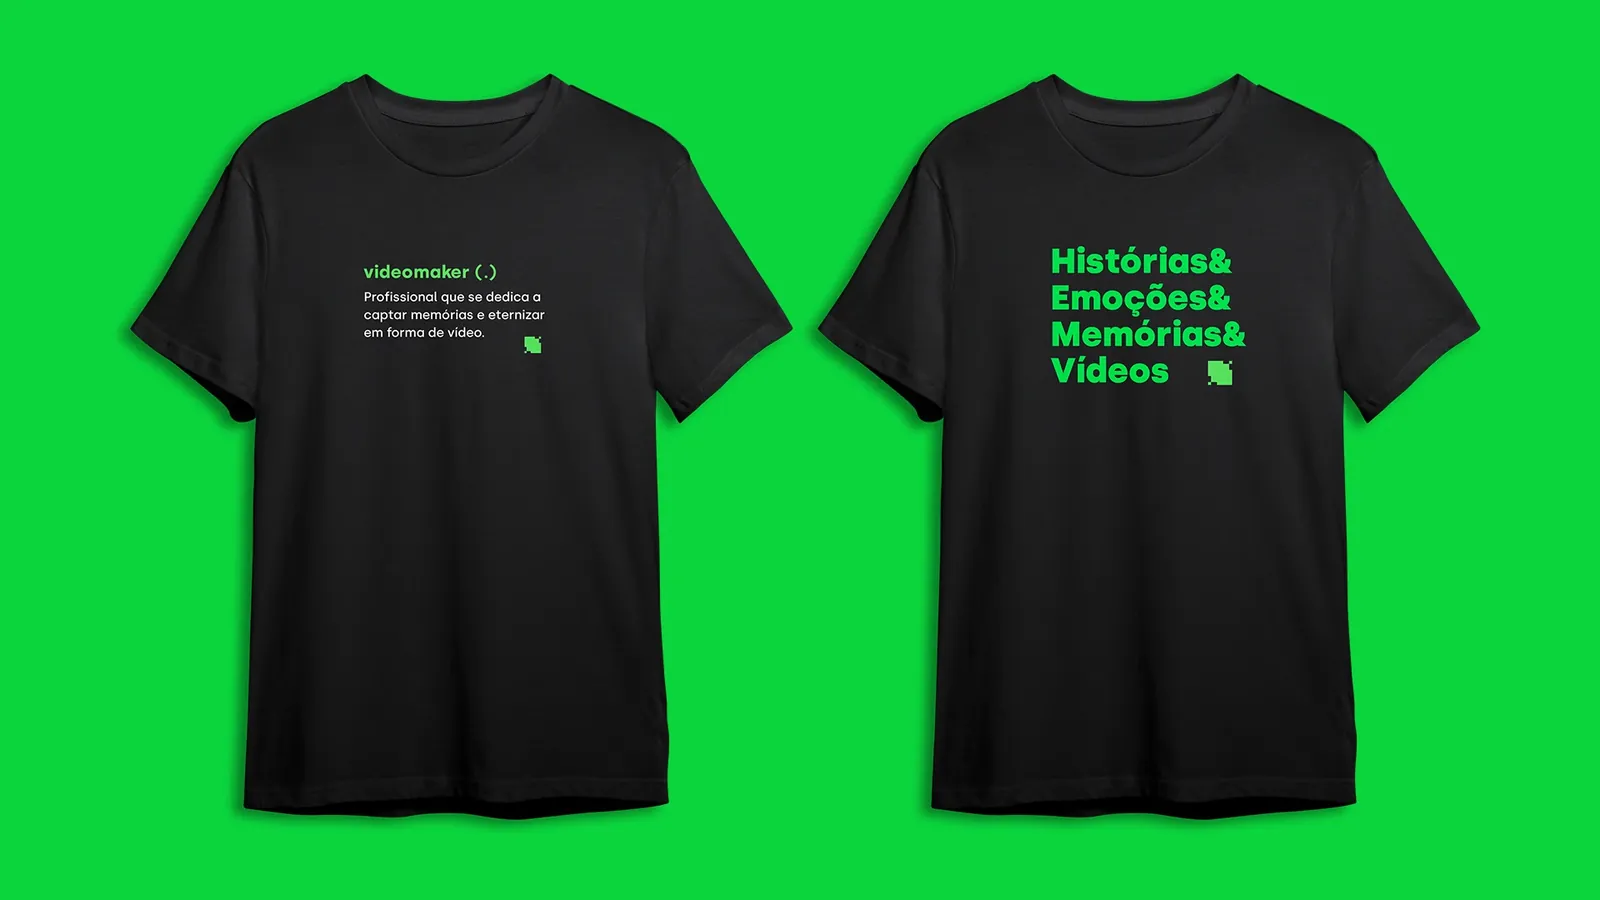 videomaker (.)
Profissional que se dedica a
captar memórias e eternizar
em forma de vídeo.
Histórias&
Emoções&
Memórias&
Vídeos